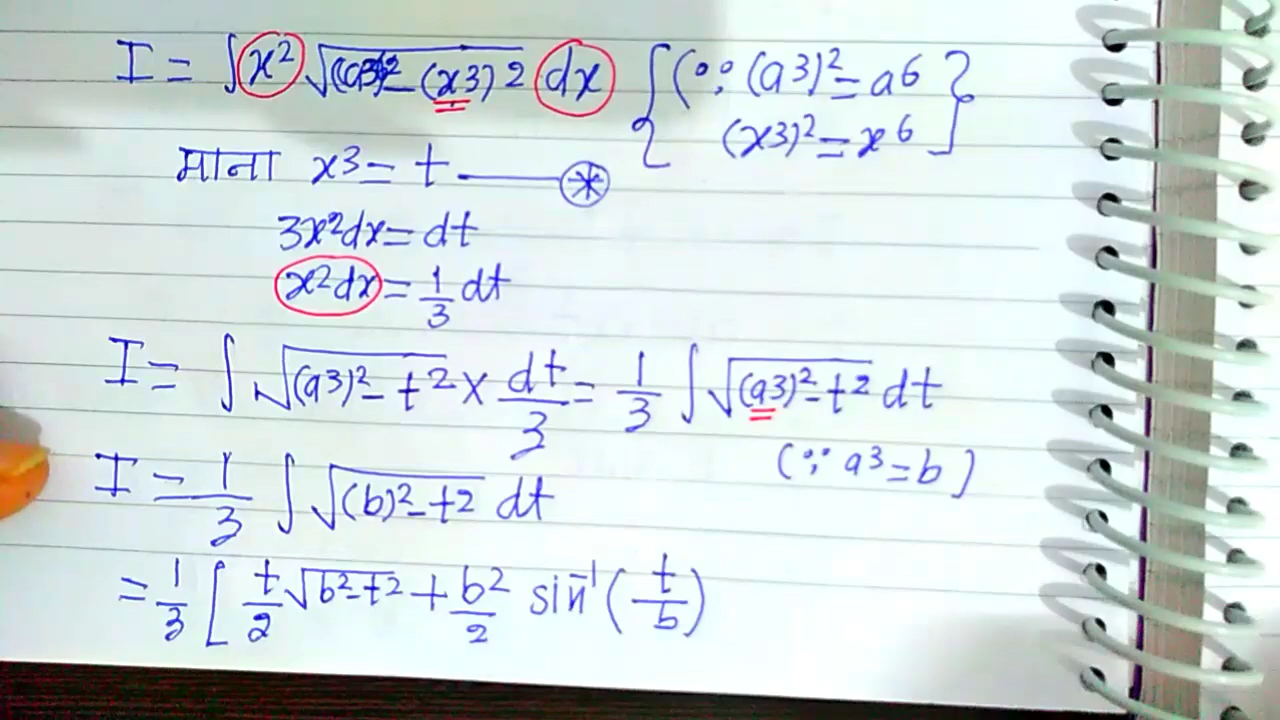 I = ∫x² √(a3)² – (x3)2 dx {(∵ (a3)² = a6
(x3)² = x6 }
माना x3 = t ——— ⊛
3x²dx = dt
x²dx = 1/3 dt
I = ∫ √(a3)² – t2 × dt/3 = 1/3 ∫ √(a3)² – t2 dt
(∵ a³ = b)
I = 1/3 ∫ √(b)² – t2 dt
= 1/3 [ t/2 √b² – t2 + b2/2 sin⁻¹ (t/b)